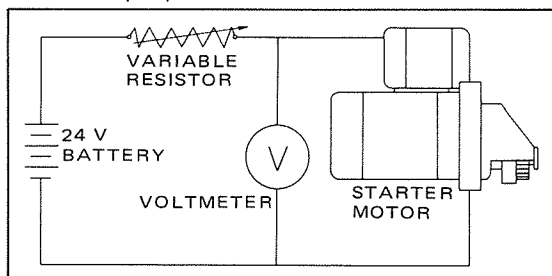 VARIABLE
RESISTOR
24 V
BATTERY
V
VOLTMETER
STARTER
MOTOR